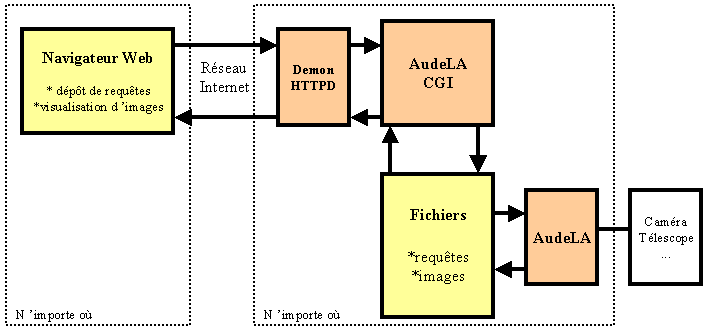 Navigateur Web
* dépôt de requêtes
*visualisation d ’images
Réseau
Internet
Demon
HTTPD
AudeLA
CGI
Fichiers
*requêtes
*images
AudeLA
Caméra
Télescope
...
N ’importe où
N ’importe où